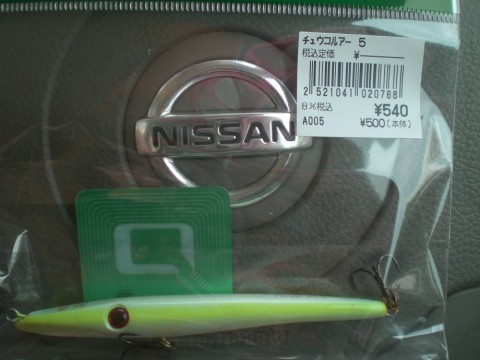 チュウコルアー 5
税込定価 ¥―――
2 521041 020768
8%税込
¥540
A005 ¥500(本体)
NISSAN